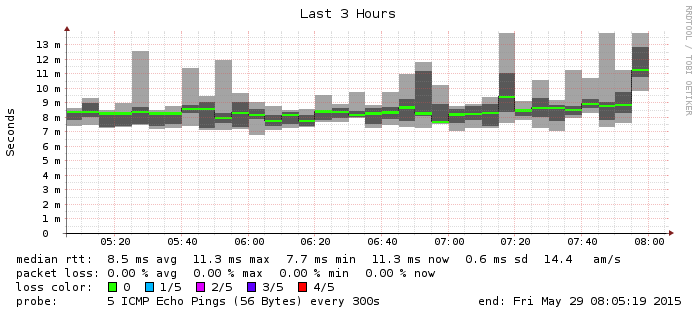 Last 3 Hours
RRDTOOL / TOBI OETIKER
Seconds
13 m
12 m
11 m
10 m
9 m
8 m
7 m
6 m
5 m
4 m
3 m
2 m
1 m
0
05:20 05:40 06:00 06:20 06:40 07:00 07:20 07:40 08:00
median rtt: 8.5 ms avg 11.3 ms max 7.7 ms min 11.3 ms now 0.6 ms sd 14.4 am/s
packet loss: 0.00 % avg 0.00 % max 0.00 % min 0.00 % now
loss color: 0 1/5 2/5 3/5 4/5
probe: 5 ICMP Echo Pings (56 Bytes) every 300s end: Fri May 29 08:05:19 2015